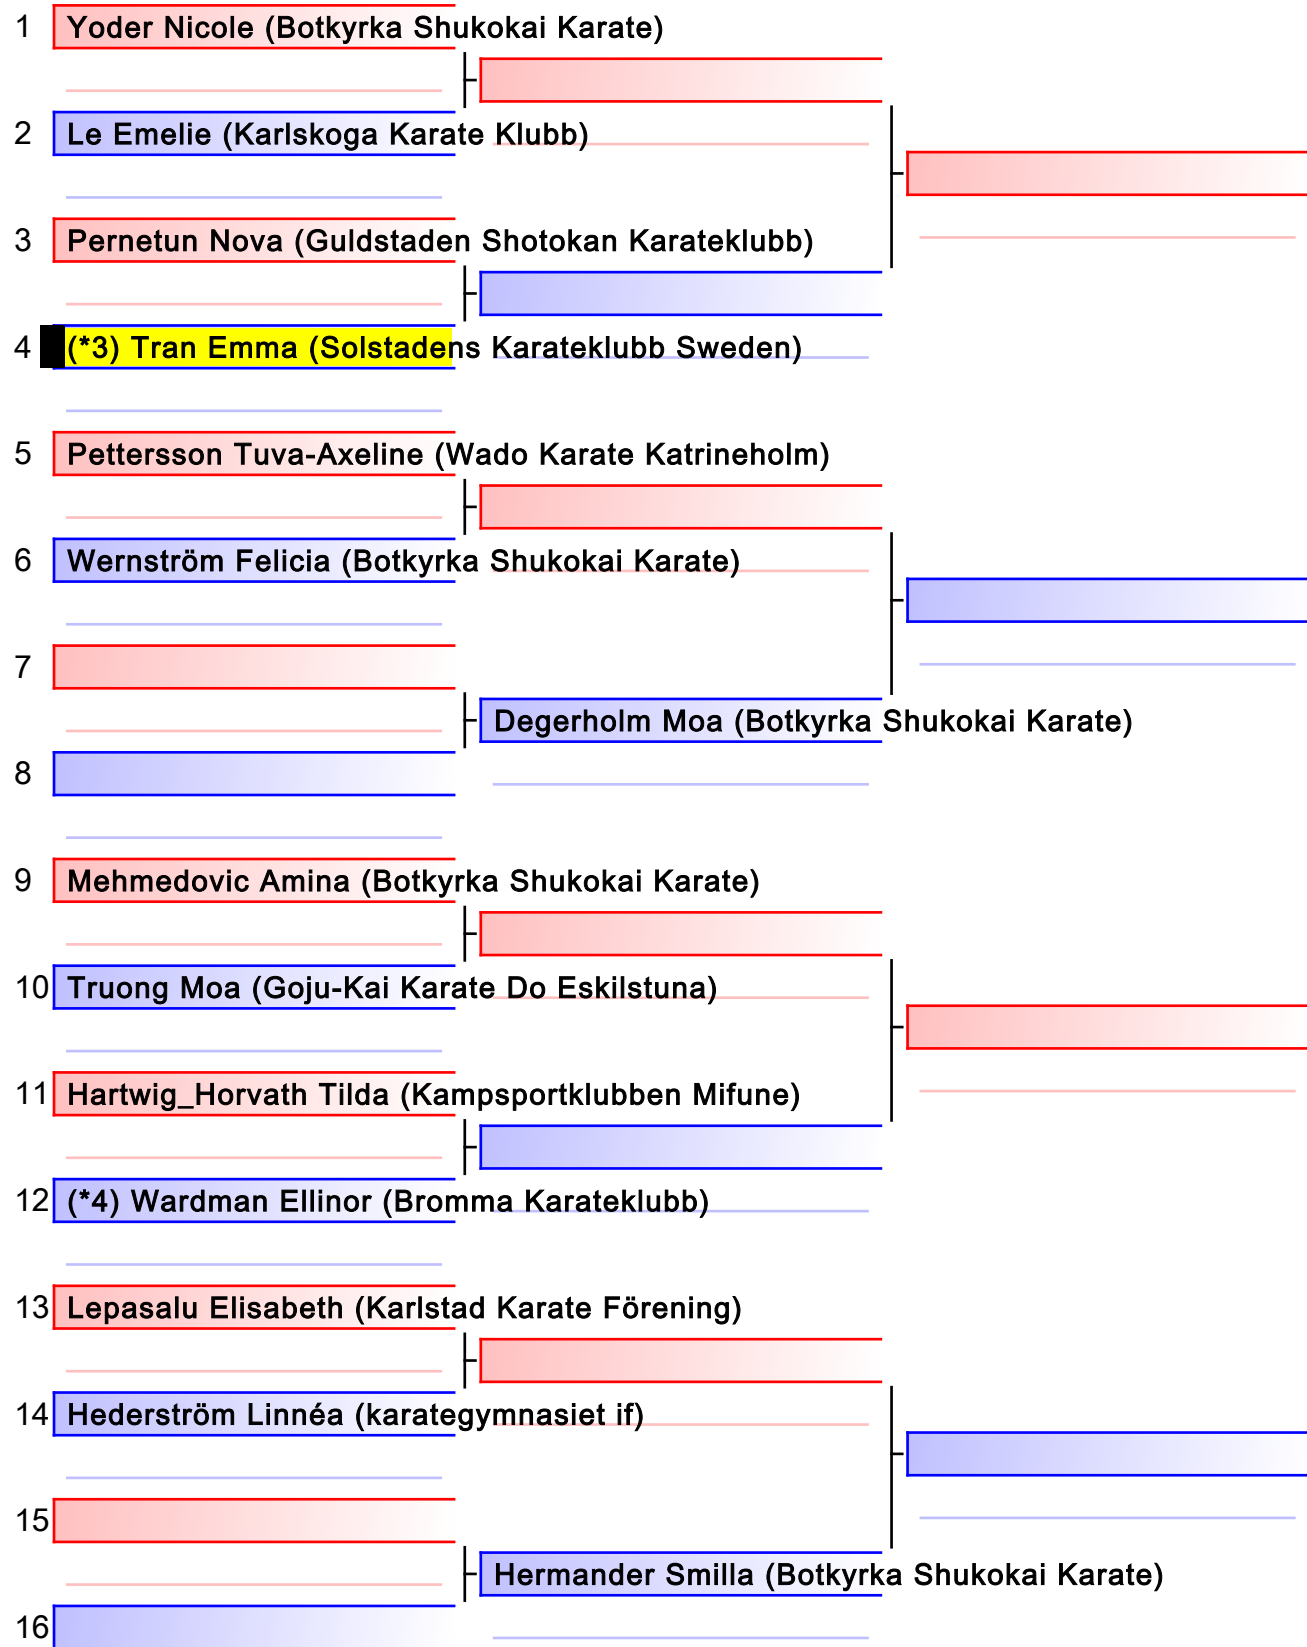 1 Yoder Nicole (Botkyrka Shukokai Karate)
2 Le Emelie (Karlskoga Karate Klubb)
3 Pernetun Nova (Guldstaden Shotokan Karateklubb)
4 (*3) Tran Emma (Solstadens Karateklubb Sweden)
5 Pettersson Tuva-Axeline (Wado Karate Katrineholm)
6 Wernström Felicia (Botkyrka Shukokai Karate)
7
Degerholm Moa (Botkyrka Shukokai Karate)
8
9 Mehmedovic Amina (Botkyrka Shukokai Karate)
10 Truong Moa (Goju-Kai Karate Do Eskilstuna)
11 Hartwig_Horvath Tilda (Kampsportklubben Mifune)
12 (*4) Wardman Ellinor (Bromma Karateklubb)
13 Lepasalu Elisabeth (Karlstad Karate Förening)
14 Hederström Linnéa (karategymnasiet if)
15
Hermander Smilla (Botkyrka Shukokai Karate)
16